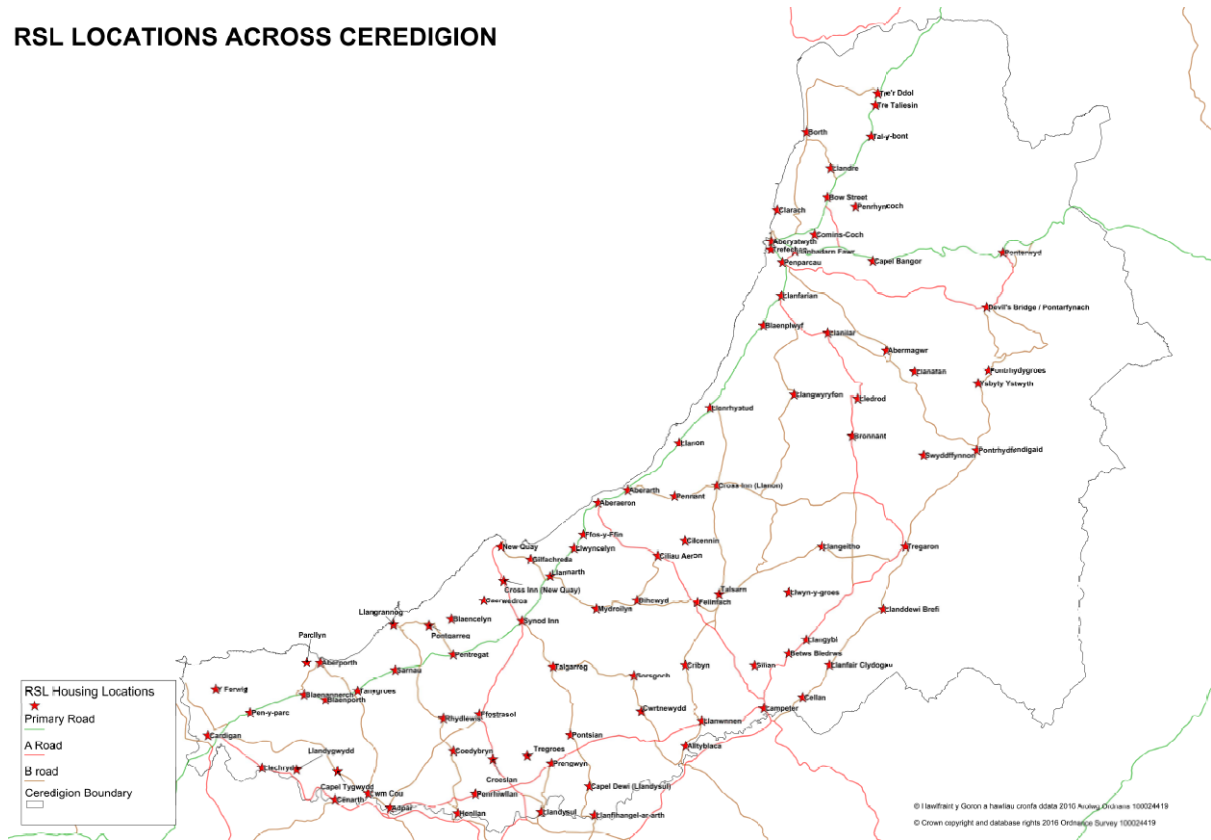 RSL LOCATIONS ACROSS CEREDIGION
Tre'r Ddol
Tre Taliesin
Borth
Tal-y-bont
Llandre
Bow Street
Penrhyncoch
Clarach
Comins-Coch
Aberyatwyth
Trefechan
Capel Bangor
Ponterwyd
Penparcau
Llanfarian
Devil's Bridge / Pontarfynach
Blaenplwyf
Llanilar
Abermagwr
Llanafan
Pontrhydygroes
Ysbyty Ystwyth
Llangwyryfon
Lledrod
Llanrhystud
Bronnant
Llanon
Swyddffynnon
Pontrhydfendigaid
Aberarth
Pennant
Cross Inn (Llanon)
Aberaeron
Ffos-y-Ffin
Cilcennin
New Quay
Llwyncelyn
Llangeitho
Tregaron
Gilfachreda
Ciliau Aeron
Llannarth
Cross Inn (New Quay)
Talsarn
Llwyn-y-groes
Felinfach
Mydroilyn
Llanddewi Brefi
Llangrannog
Blaencelyn
Synod Inn
Pontgarreg
Parcllyn
Llangybi
Pentregat
Betws Bledrws
Aberporth
Sarnau
Talgarreg
Cribyn
Silian
Llanfair Clydogau
Gorsgoch
RSL Housing Locations
Ferwig
Blaenannerch
Tanygroes
Blaenporth
Cellan
Primary Road
Pen-y-parc
Rhydlewis
Ffostrasol
Cwrtnewydd
Lampeter
Llanwnnen
A Road
Cardigan
Pontsian
Alltyblaca
Llandygwydd
Coedybryn
Tregroes
B road
Llechryd
Prengwyn
Croeslan
Ceredigion Boundary
Capel Tygwydd
Capel Dewi (Llandysul)
Cwm Cou
Penrhiwllan
Cenarth
Adpar
Henllan
Llandysul
Llanfihangel-ar-arth
© Crown copyright and database rights 2016 Ordnance Survey 100024419